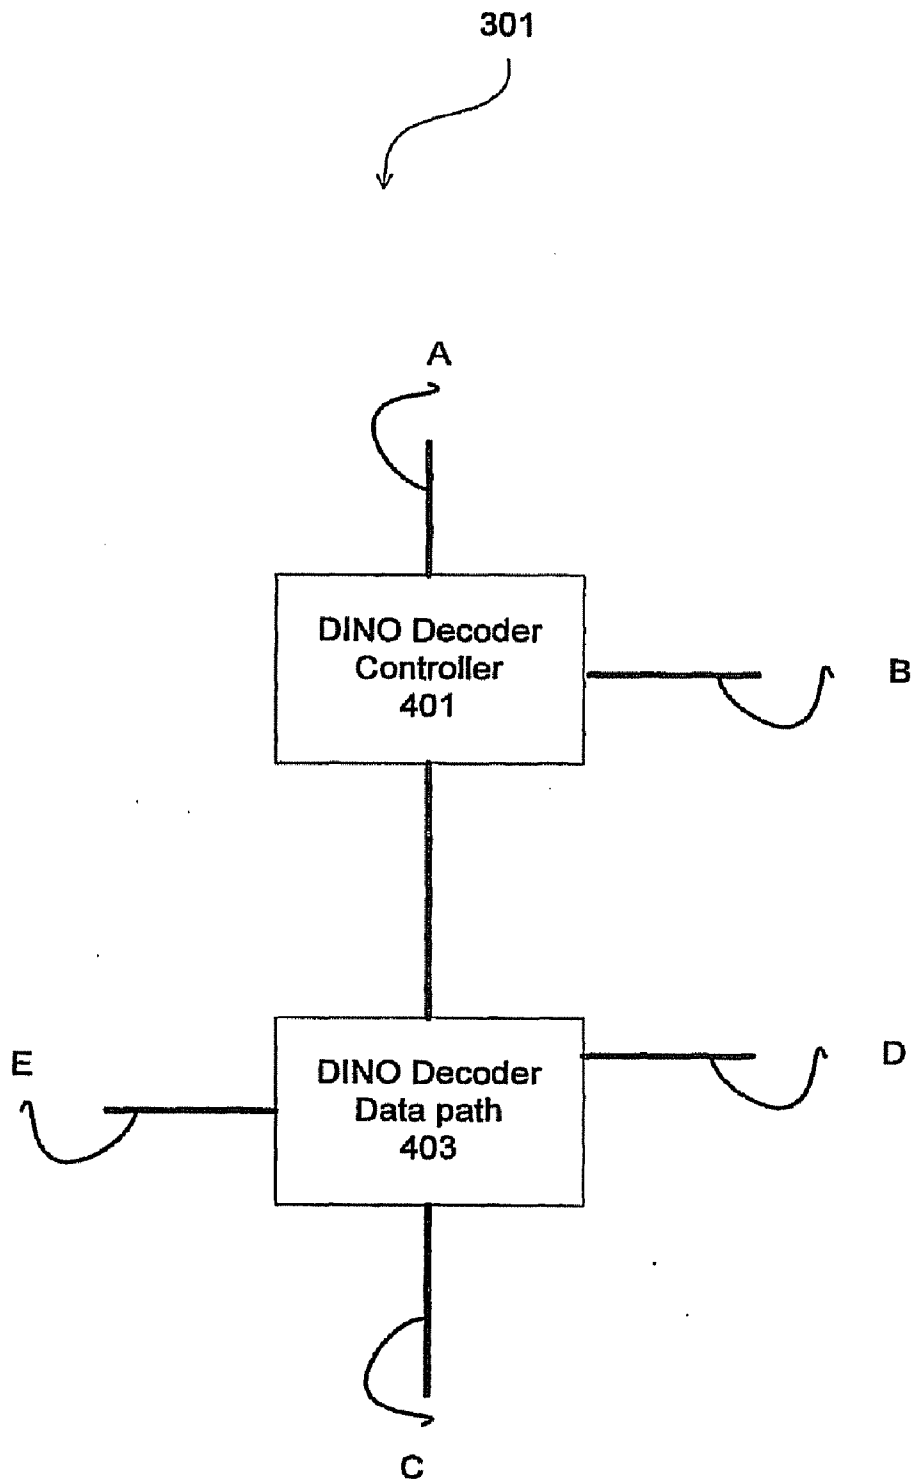 301
A
DINO Decoder
Controller
401
B
E
DINO Decoder
Data path
403
D
C